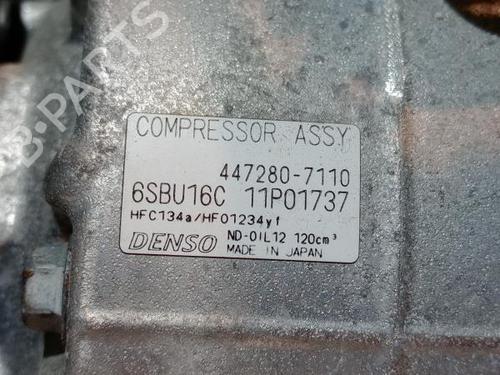 COMPRESSOR ASSY
447280-7110
6SBU16C 11P01737
HFC134a/HFO1234yf
DENSO ND-OIL12 120cm³
MADE IN JAPAN
B-PARTS